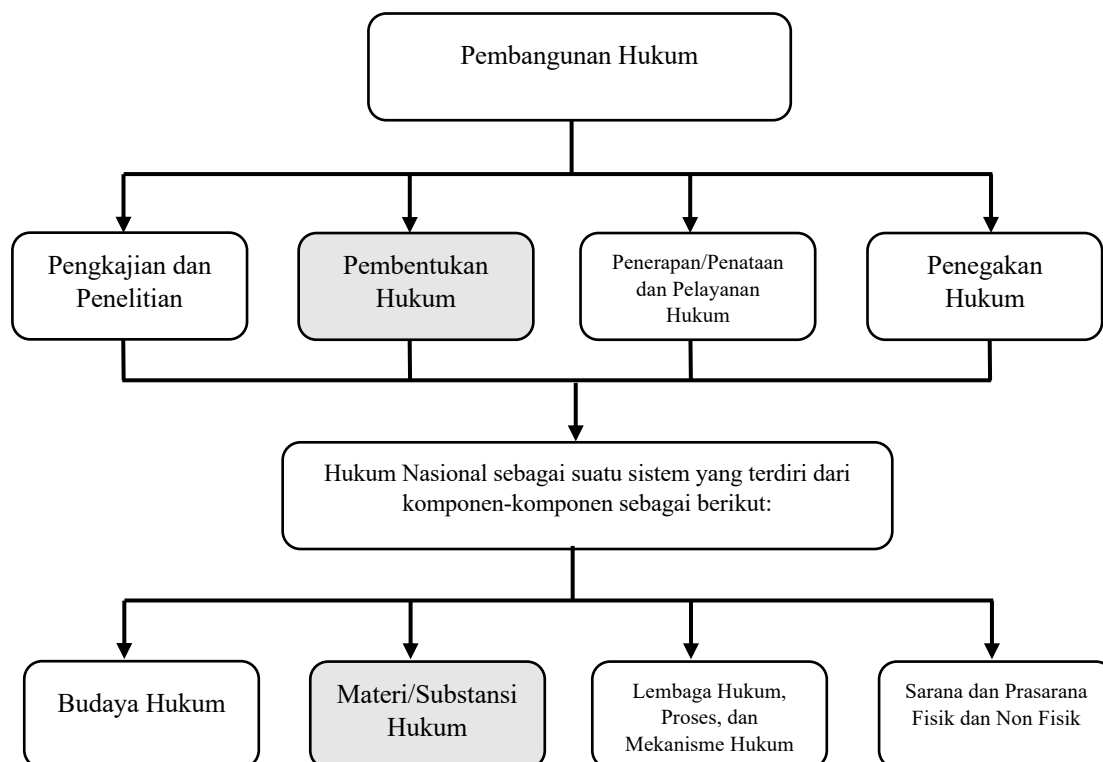 Pembangunan Hukum
Pengkajian dan
Penelitian
Pembentukan
Hukum
Penerapan/Penataan
dan Pelayanan
Hukum
Penegakan
Hukum
Hukum Nasional sebagai suatu sistem yang terdiri dari
komponen-komponen sebagai berikut:
Budaya Hukum
Materi/Substansi
Hukum
Lembaga Hukum,
Proses, dan
Mekanisme Hukum
Sarana dan Prasarana
Fisik dan Non Fisik